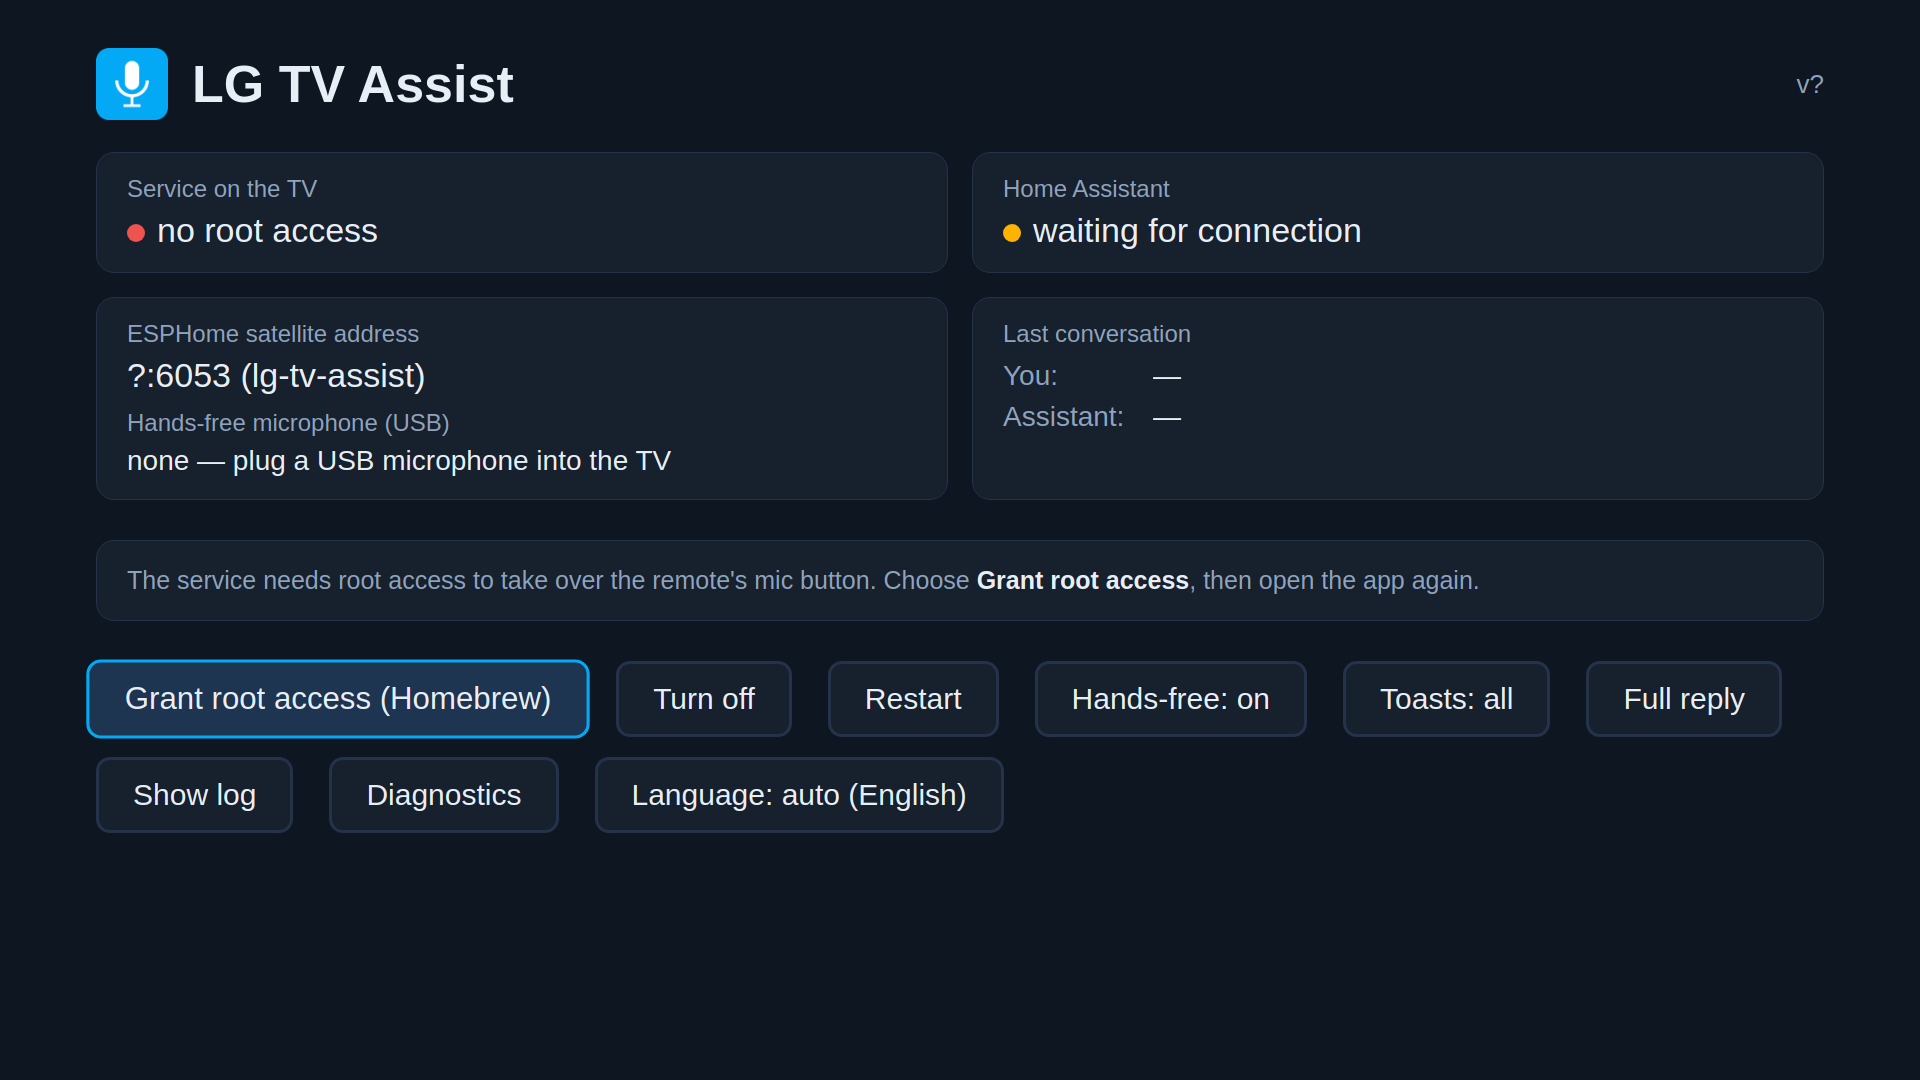 LG TV Assist
v?
Service on the TV
no root access
Home Assistant
waiting for connection
ESPHome satellite address
?:6053 (lg-tv-assist)
Hands-free microphone (USB)
none — plug a USB microphone into the TV
Last conversation
You: —
Assistant: —
The service needs root access to take over the remote's mic button. Choose Grant root access, then open the app again.
Grant root access (Homebrew)
Turn off
Restart
Hands-free: on
Toasts: all
Full reply
Show log
Diagnostics
Language: auto (English)